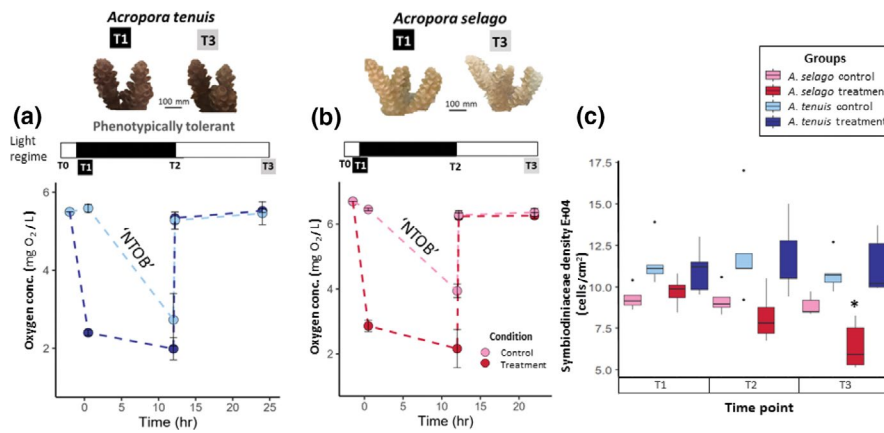 Acropora tenuis
T1
T3
100 mm
Acropora selago
T1
T3
100 mm
(a)
Phenotypically tolerant
Light regime
T0
T1
T2
T3
Oxygen conc. (mg O₂ / L)
6
4
2
'NTOB'
0
5
10
15
20
25
Time (hr)
(b)
T0
T1
T2
T3
Oxygen conc. (mg O₂ / L)
6
4
2
'NTOB'
Condition
Control
Treatment
0
5
10
15
20
Time (hr)
(c)
Groups
A. selago control
A. selago treatment
A. tenuis control
A. tenuis treatment
Symbiodiniaceae density E+04
(cells/cm²)
17.5
15.0
12.5
10.0
7.5
5.0
*
T1
T2
T3
Time point